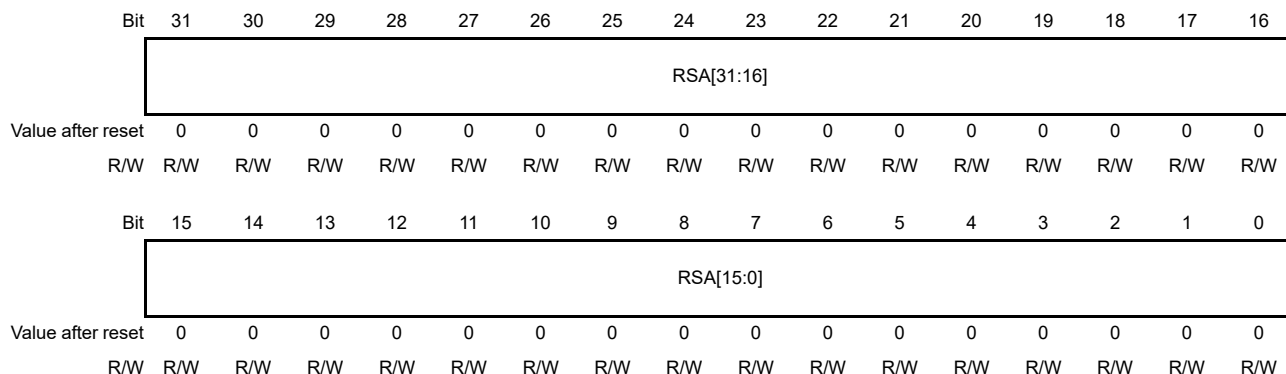 Bit 31 30 29 28 27 26 25 24 23 22 21 20 19 18 17 16
RSA[31:16]
Value after reset 0 0 0 0 0 0 0 0 0 0 0 0 0 0 0 0
R/W R/W R/W R/W R/W R/W R/W R/W R/W R/W R/W R/W R/W R/W R/W R/W R/W
Bit 15 14 13 12 11 10 9 8 7 6 5 4 3 2 1 0
RSA[15:0]
Value after reset 0 0 0 0 0 0 0 0 0 0 0 0 0 0 0 0
R/W R/W R/W R/W R/W R/W R/W R/W R/W R/W R/W R/W R/W R/W R/W R/W R/W